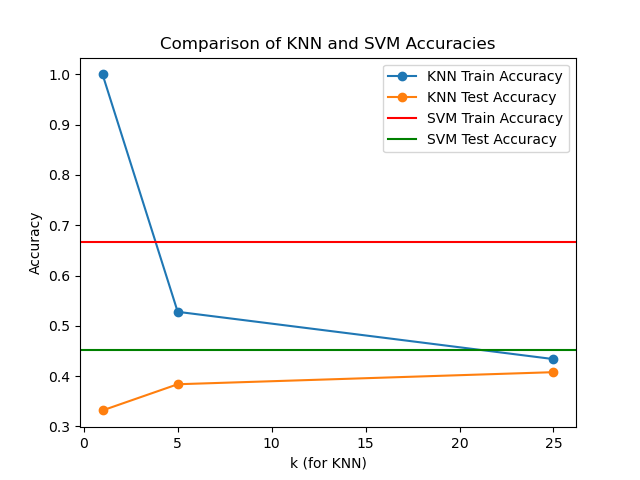 Comparison of KNN and SVM Accuracies
KNN Train Accuracy
KNN Test Accuracy
SVM Train Accuracy
SVM Test Accuracy
Accuracy
1.0
0.9
0.8
0.7
0.6
0.5
0.4
0.3
0 5 10 15 20 25
k (for KNN)